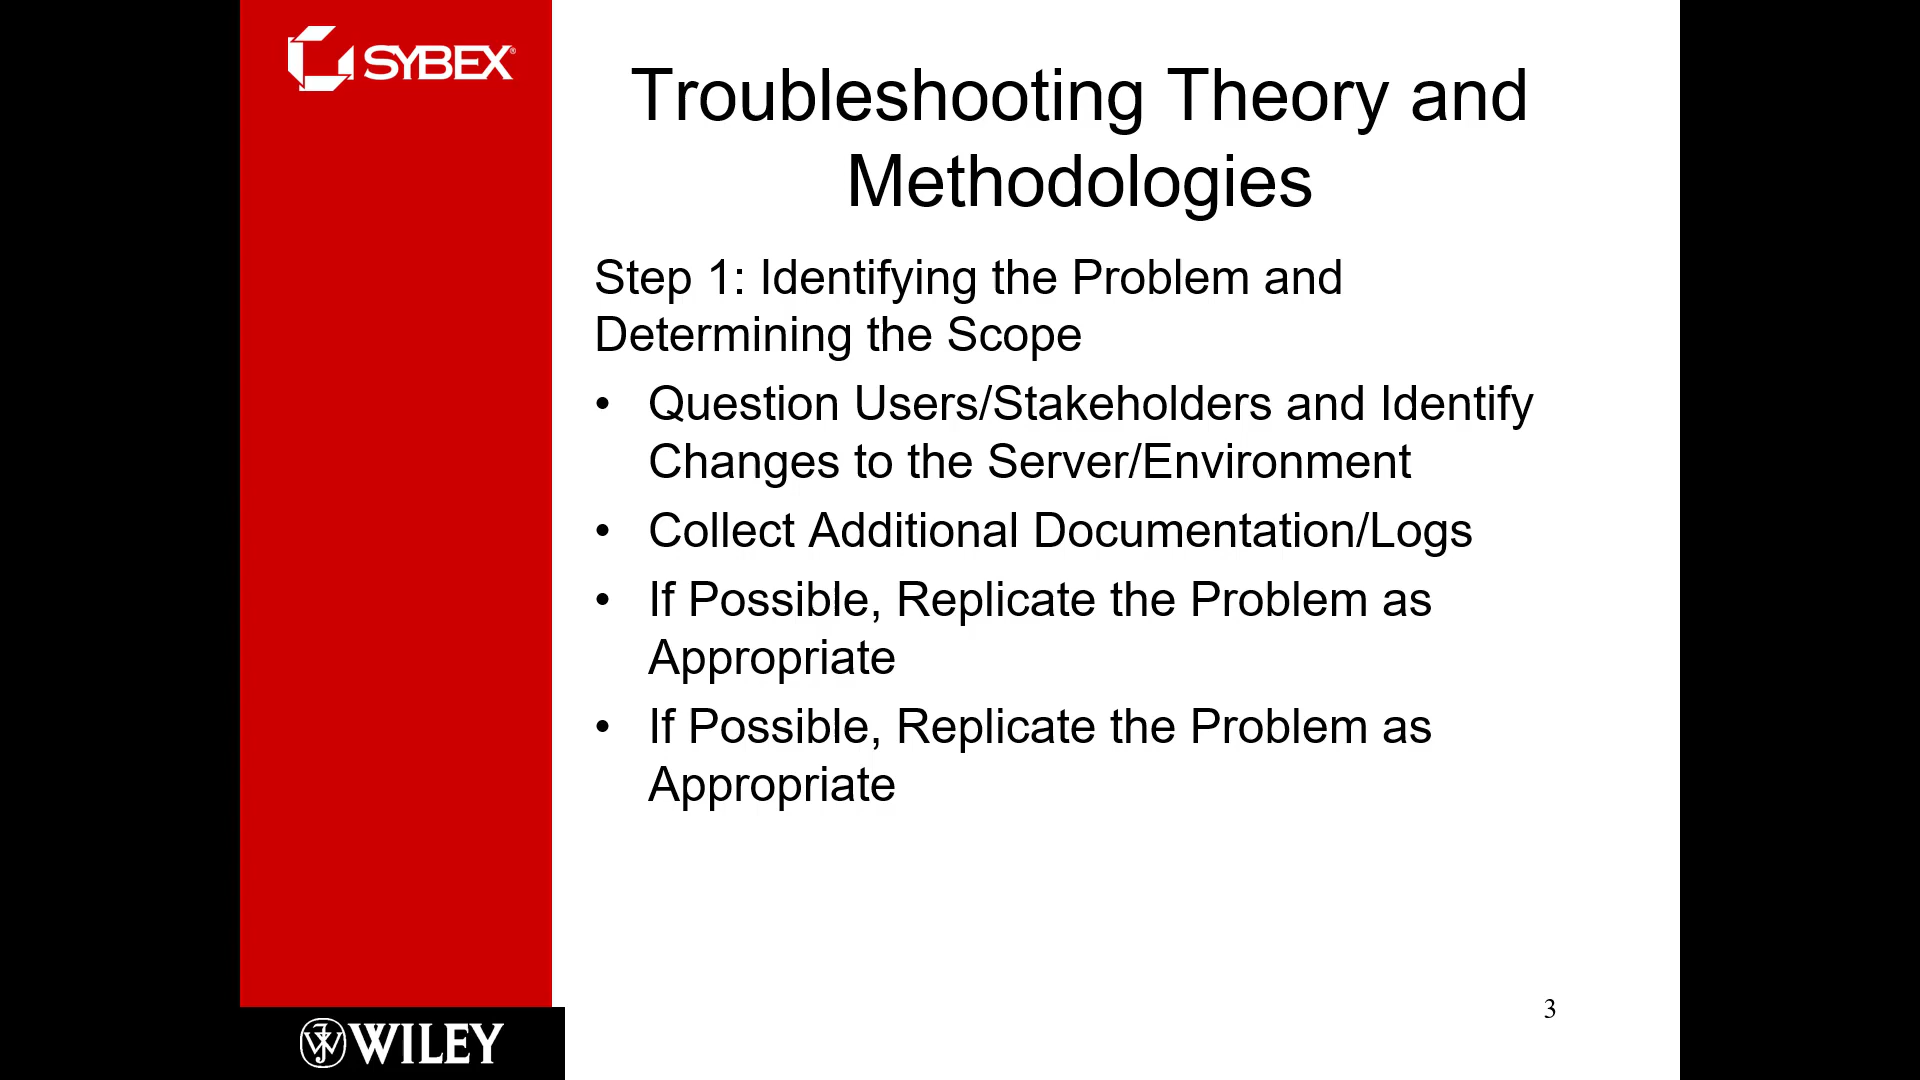 SYBEX®
Troubleshooting Theory and
Methodologies
Step 1: Identifying the Problem and
Determining the Scope
• Question Users/Stakeholders and Identify
Changes to the Server/Environment
• Collect Additional Documentation/Logs
• If Possible, Replicate the Problem as
Appropriate
• If Possible, Replicate the Problem as
Appropriate
3
WILEY